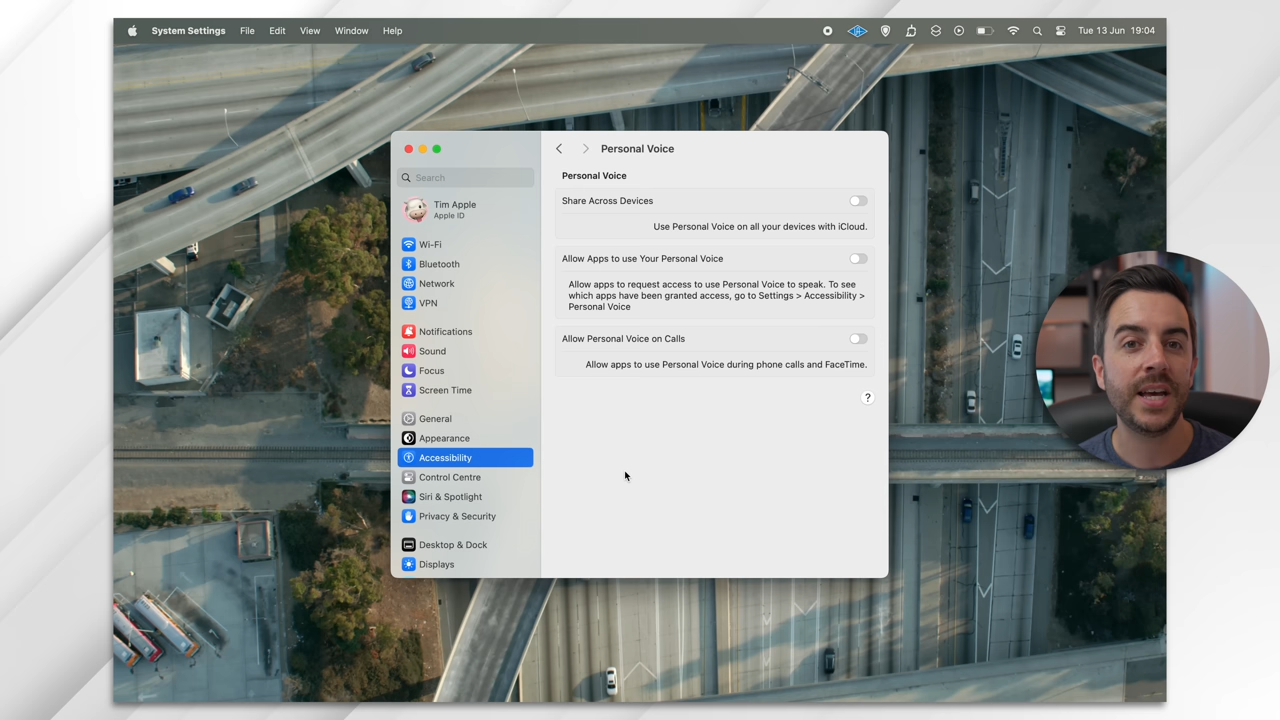 System Settings File Edit View Window Help Tue 13 Jun 19:04
Personal Voice
Search
Tim Apple
Apple ID
Wi-Fi
Bluetooth
Network
VPN
Notifications
Sound
Focus
Screen Time
General
Appearance
Accessibility
Control Centre
Siri & Spotlight
Privacy & Security
Desktop & Dock
Displays
Personal Voice
Share Across Devices
Use Personal Voice on all your devices with iCloud.
Allow Apps to use Your Personal Voice
Allow apps to request access to use Personal Voice to speak. To see
which apps have been granted access, go to Settings > Accessibility >
Personal Voice
Allow Personal Voice on Calls
Allow apps to use Personal Voice during phone calls and FaceTime.
?